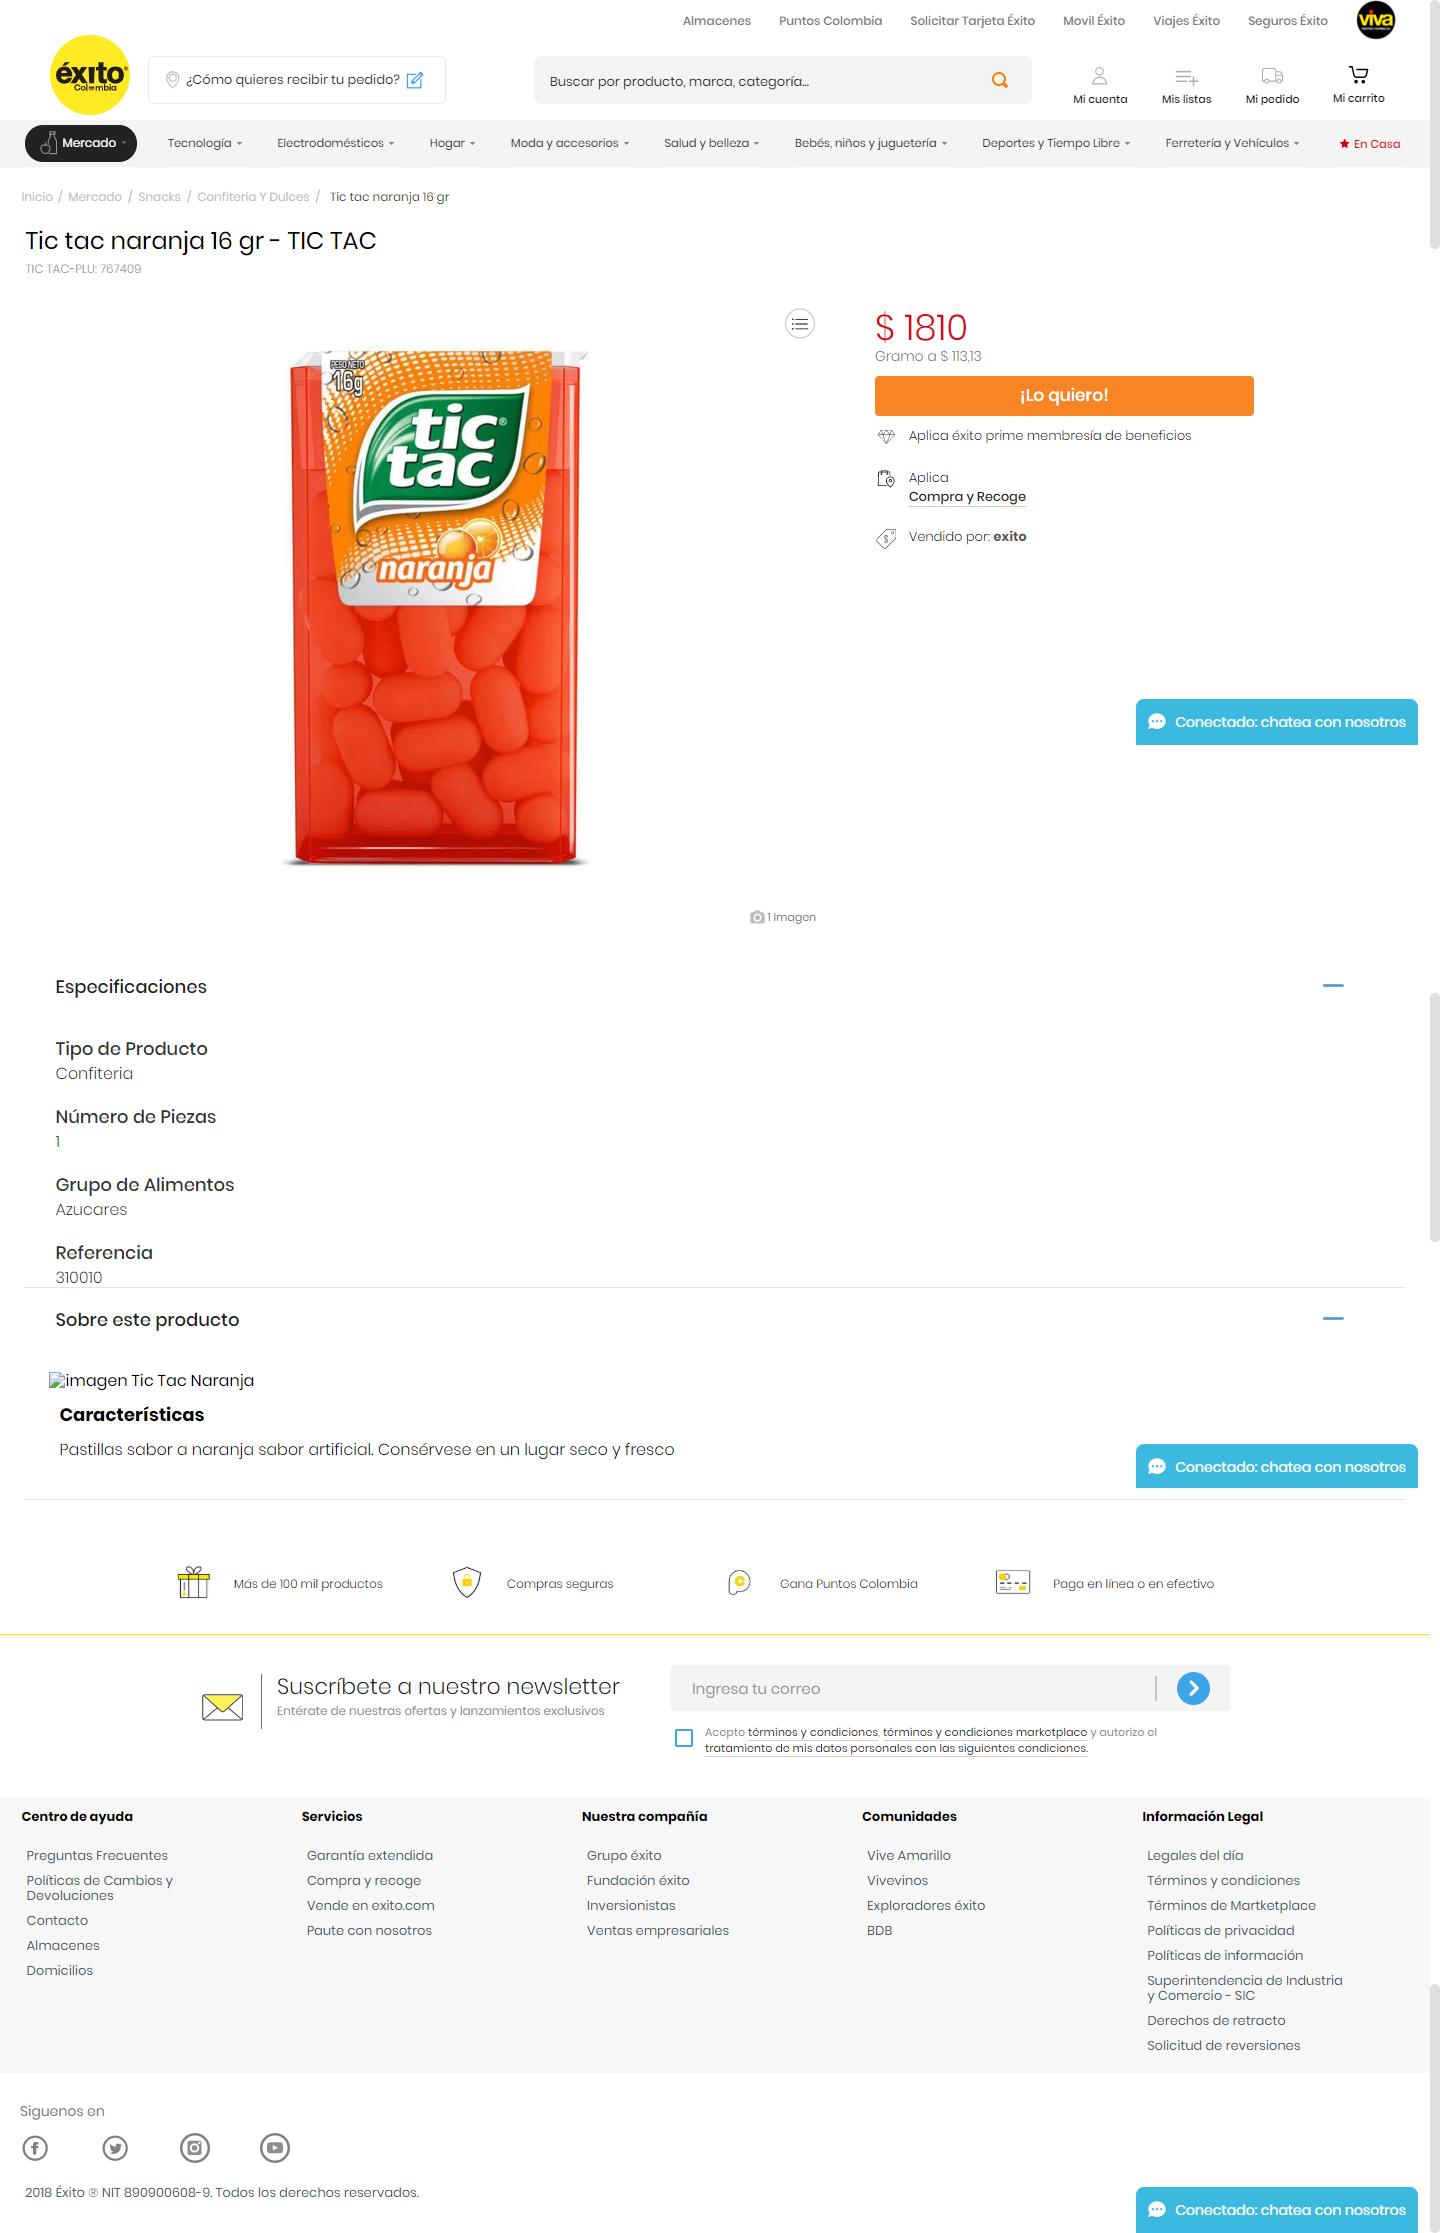 Almacenes Puntos Colombia Solicitar Tarjeta Éxito Movil Éxito Viajes Éxito Seguros Éxito viva
éxito
Colombia
¿Cómo quieres recibir tu pedido?
Buscar por producto, marca, categoría...
Mi cuenta Mis listas Mi pedido Mi carrito
Mercado Tecnología Electrodomésticos Hogar Moda y accesorios Salud y belleza Bebés, niños y juguetería Deportes y Tiempo Libre Ferretería y Vehículos En Casa
Inicio / Mercado / Snacks / Confiteria Y Dulces / Tic tac naranja 16 gr
Tic tac naranja 16 gr - TIC TAC
TIC TAC-PLU: 767409
PESO NETO
16g
tic®
tac
naranja
1 Imagen
$ 1810
Gramo a $ 113,13
¡Lo quiero!
Aplica éxito prime membresía de beneficios
Aplica
Compra y Recoge
Vendido por: exito
Conectado: chatea con nosotros
Especificaciones
Tipo de Producto
Confiteria
Número de Piezas
1
Grupo de Alimentos
Azucares
Referencia
310010
Sobre este producto
imagen Tic Tac Naranja
Características
Pastillas sabor a naranja sabor artificial. Consérvese en un lugar seco y fresco
Conectado: chatea con nosotros
Más de 100 mil productos
Compras seguras
Gana Puntos Colombia
Paga en línea o en efectivo
Suscríbete a nuestro newsletter
Entérate de nuestras ofertas y lanzamientos exclusivos
Ingresa tu correo
Acepto términos y condiciones, términos y condiciones marketplace y autorizo el
tratamiento de mis datos personales con las siguientes condiciones.
Centro de ayuda
Preguntas Frecuentes
Políticas de Cambios y
Devoluciones
Contacto
Almacenes
Domicilios
Servicios
Garantía extendida
Compra y recoge
Vende en exito.com
Paute con nosotros
Nuestra compañía
Grupo éxito
Fundación éxito
Inversionistas
Ventas empresariales
Comunidades
Vive Amarillo
Vivevinos
Exploradores éxito
BDB
Información Legal
Legales del día
Términos y condiciones
Términos de Martketplace
Políticas de privacidad
Políticas de información
Superintendencia de Industria
y Comercio - SIC
Derechos de retracto
Solicitud de reversiones
Siguenos en
2018 Éxito ® NIT 890900608-9. Todos los derechos reservados.
Conectado: chatea con nosotros